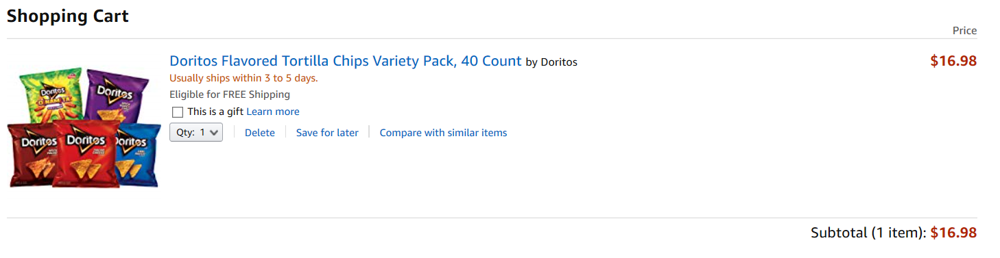 Shopping Cart
Price
Doritos Flavored Tortilla Chips Variety Pack, 40 Count by Doritos
$16.98
Usually ships within 3 to 5 days.
Eligible for FREE Shipping
This is a gift Learn more
Qty: 1
Delete
Save for later
Compare with similar items
Doritos
Doritos
Doritos
Doritos
Doritos
Subtotal (1 item): $16.98